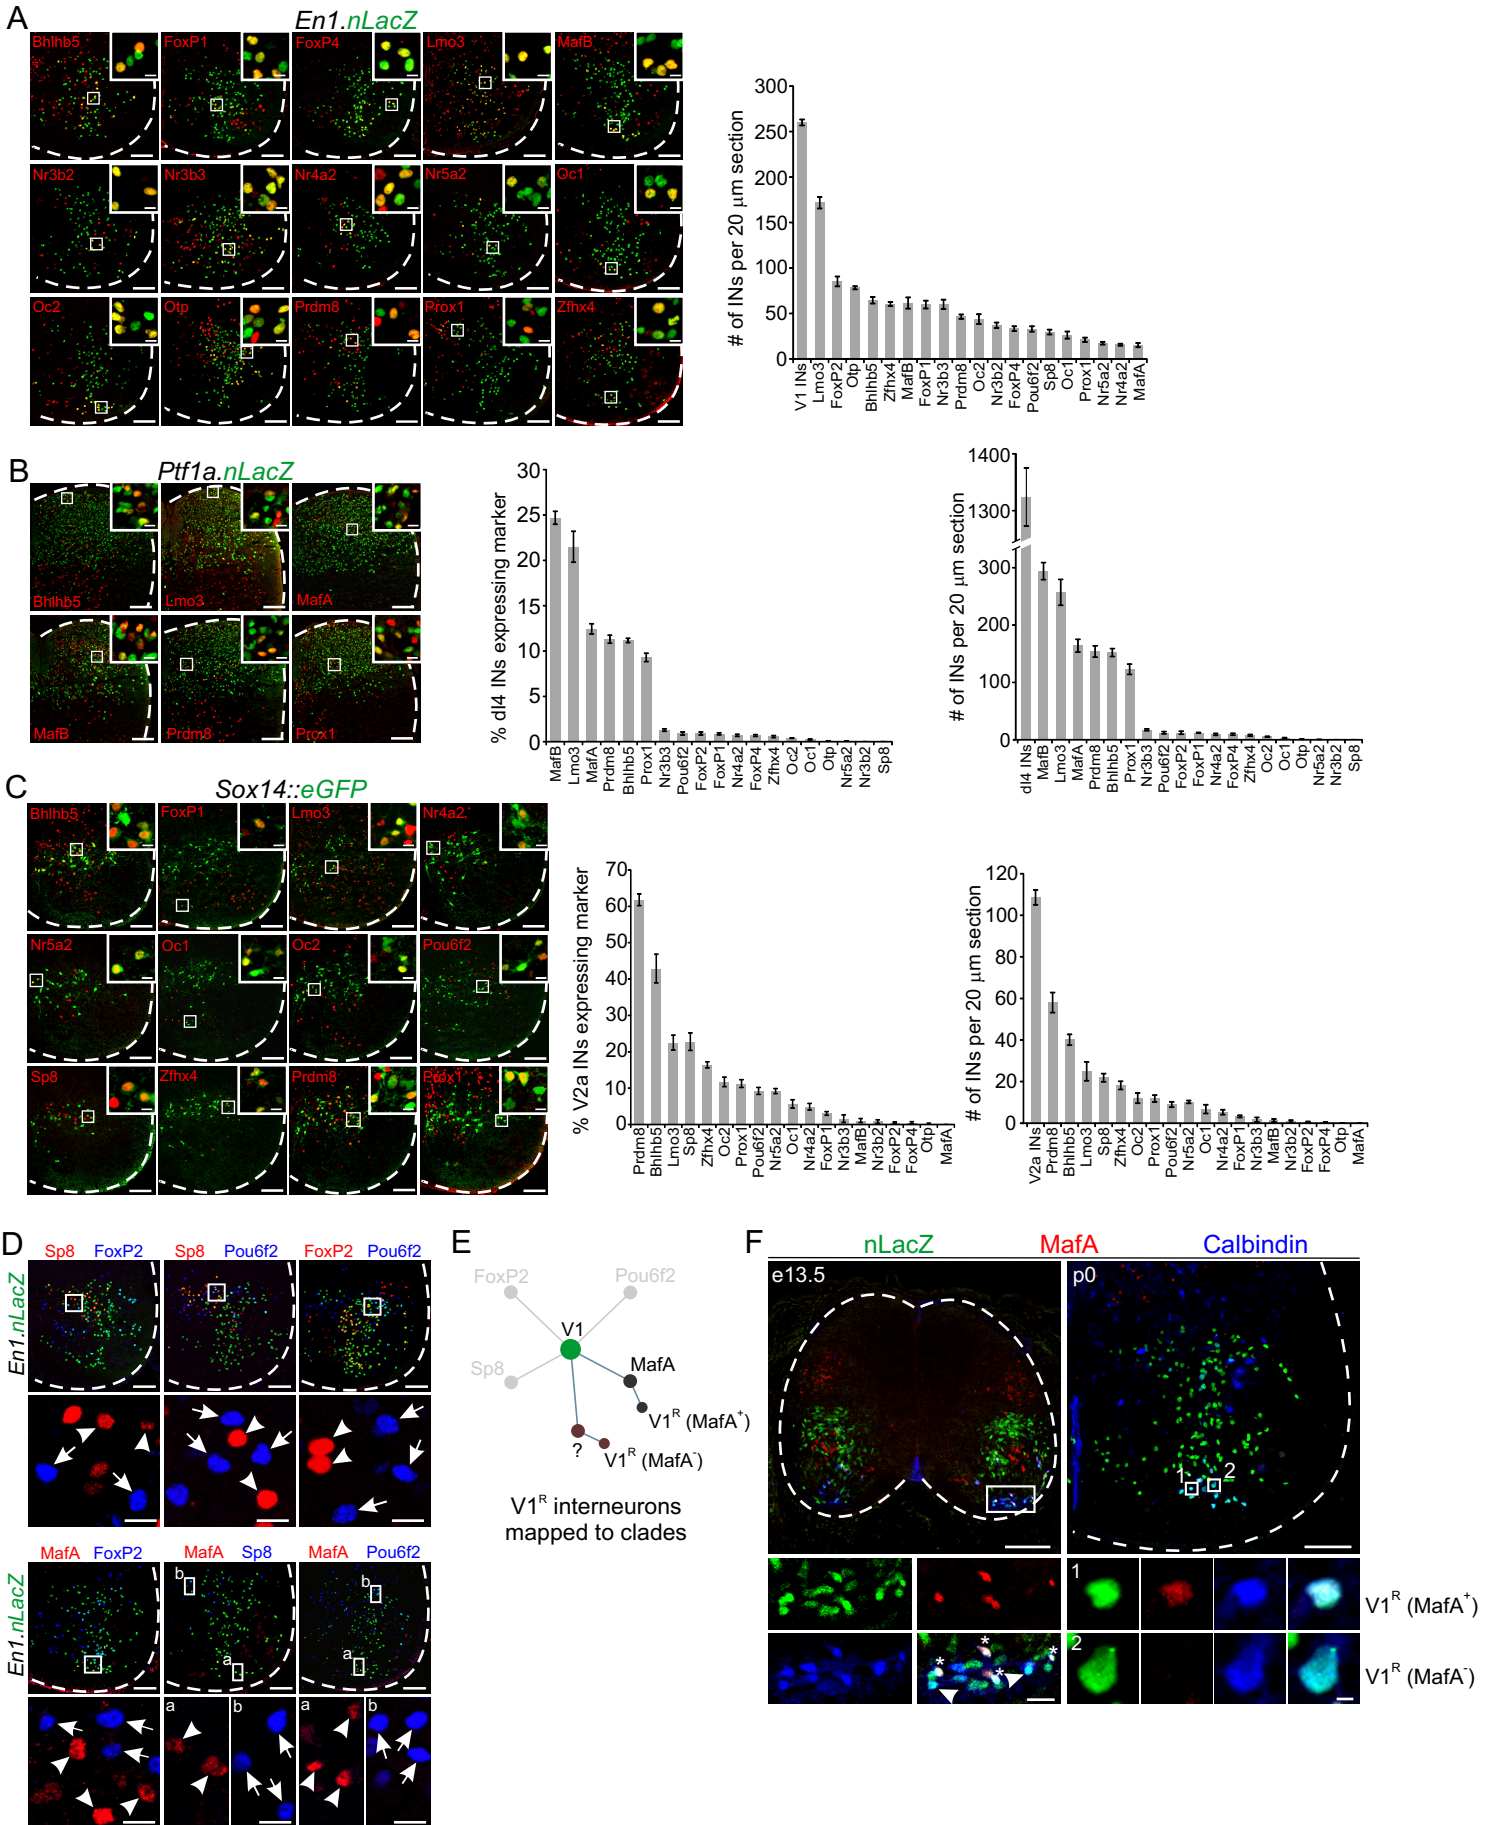 A
En1.nLacZ
Bhlhb5 FoxP1 FoxP4 Lmo3 MafB
Nr3b2 Nr3b3 Nr4a2 Nr5a2 Oc1
Oc2 Otp Prdm8 Prox1 Zfhx4
# of INs per 20 μm section
300
250
200
150
100
50
0
V1 INs Lmo3 FoxP2 Otp Bhlhb5 Zfhx4 MafB FoxP1 Nr3b3 Prdm8 Oc2 Nr3b2 FoxP4 Pou6f2 Sp8 Oc1 Prox1 Nr5a2 Nr4a2 MafA
B
Ptf1a.nLacZ
Bhlhb5 Lmo3 MafA
MafB Prdm8 Prox1
% dI4 INs expressing marker
30
25
20
15
10
5
0
MafB Lmo3 MafA Prdm8 Bhlhb5 Prox1 Nr3b3 Pou6f2 FoxP2 FoxP1 Nr4a2 FoxP4 Zfhx4 Oc2 Oc1 Otp Nr5a2 Nr3b2 Sp8
# of INs per 20 μm section
1400
1300
300
200
100
0
dI4 INs MafB Lmo3 MafA Prdm8 Bhlhb5 Prox1 Nr3b3 Pou6f2 FoxP2 FoxP1 Nr4a2 FoxP4 Zfhx4 Oc2 Oc1 Otp Nr5a2 Nr3b2 Sp8
C
Sox14::eGFP
Bhlhb5 FoxP1 Lmo3 Nr4a2
Nr5a2 Oc1 Oc2 Pou6f2
Sp8 Zfhx4 Prdm8 Prox1
% V2a INs expressing marker
70
60
50
40
30
20
10
0
Prdm8 Bhlhb5 Lmo3 Sp8 Zfhx4 Oc2 Prox1 Pou6f2 Nr5a2 Oc1 Nr4a2 FoxP1 Nr3b3 MafB Nr3b2 FoxP2 FoxP4 Otp MafA
# of INs per 20 μm section
120
100
80
60
40
20
0
V2a INs Prdm8 Bhlhb5 Lmo3 Sp8 Zfhx4 Oc2 Prox1 Pou6f2 Nr5a2 Oc1 Nr4a2 FoxP1 Nr3b3 MafB Nr3b2 FoxP2 FoxP4 Otp MafA
D
Sp8 FoxP2 Sp8 Pou6f2 FoxP2 Pou6f2
En1.nLacZ
MafA FoxP2 MafA Sp8 MafA Pou6f2
En1.nLacZ
b b
a a
a b a b
E
FoxP2 Pou6f2
V1
Sp8 MafA
V1ᴿ (MafA⁺)
?
V1ᴿ (MafA⁻)
V1ᴿ interneurons
mapped to clades
F
nLacZ MafA Calbindin
e13.5 p0
1 2
1
V1ᴿ (MafA⁺)
* * * *
2
V1ᴿ (MafA⁻)